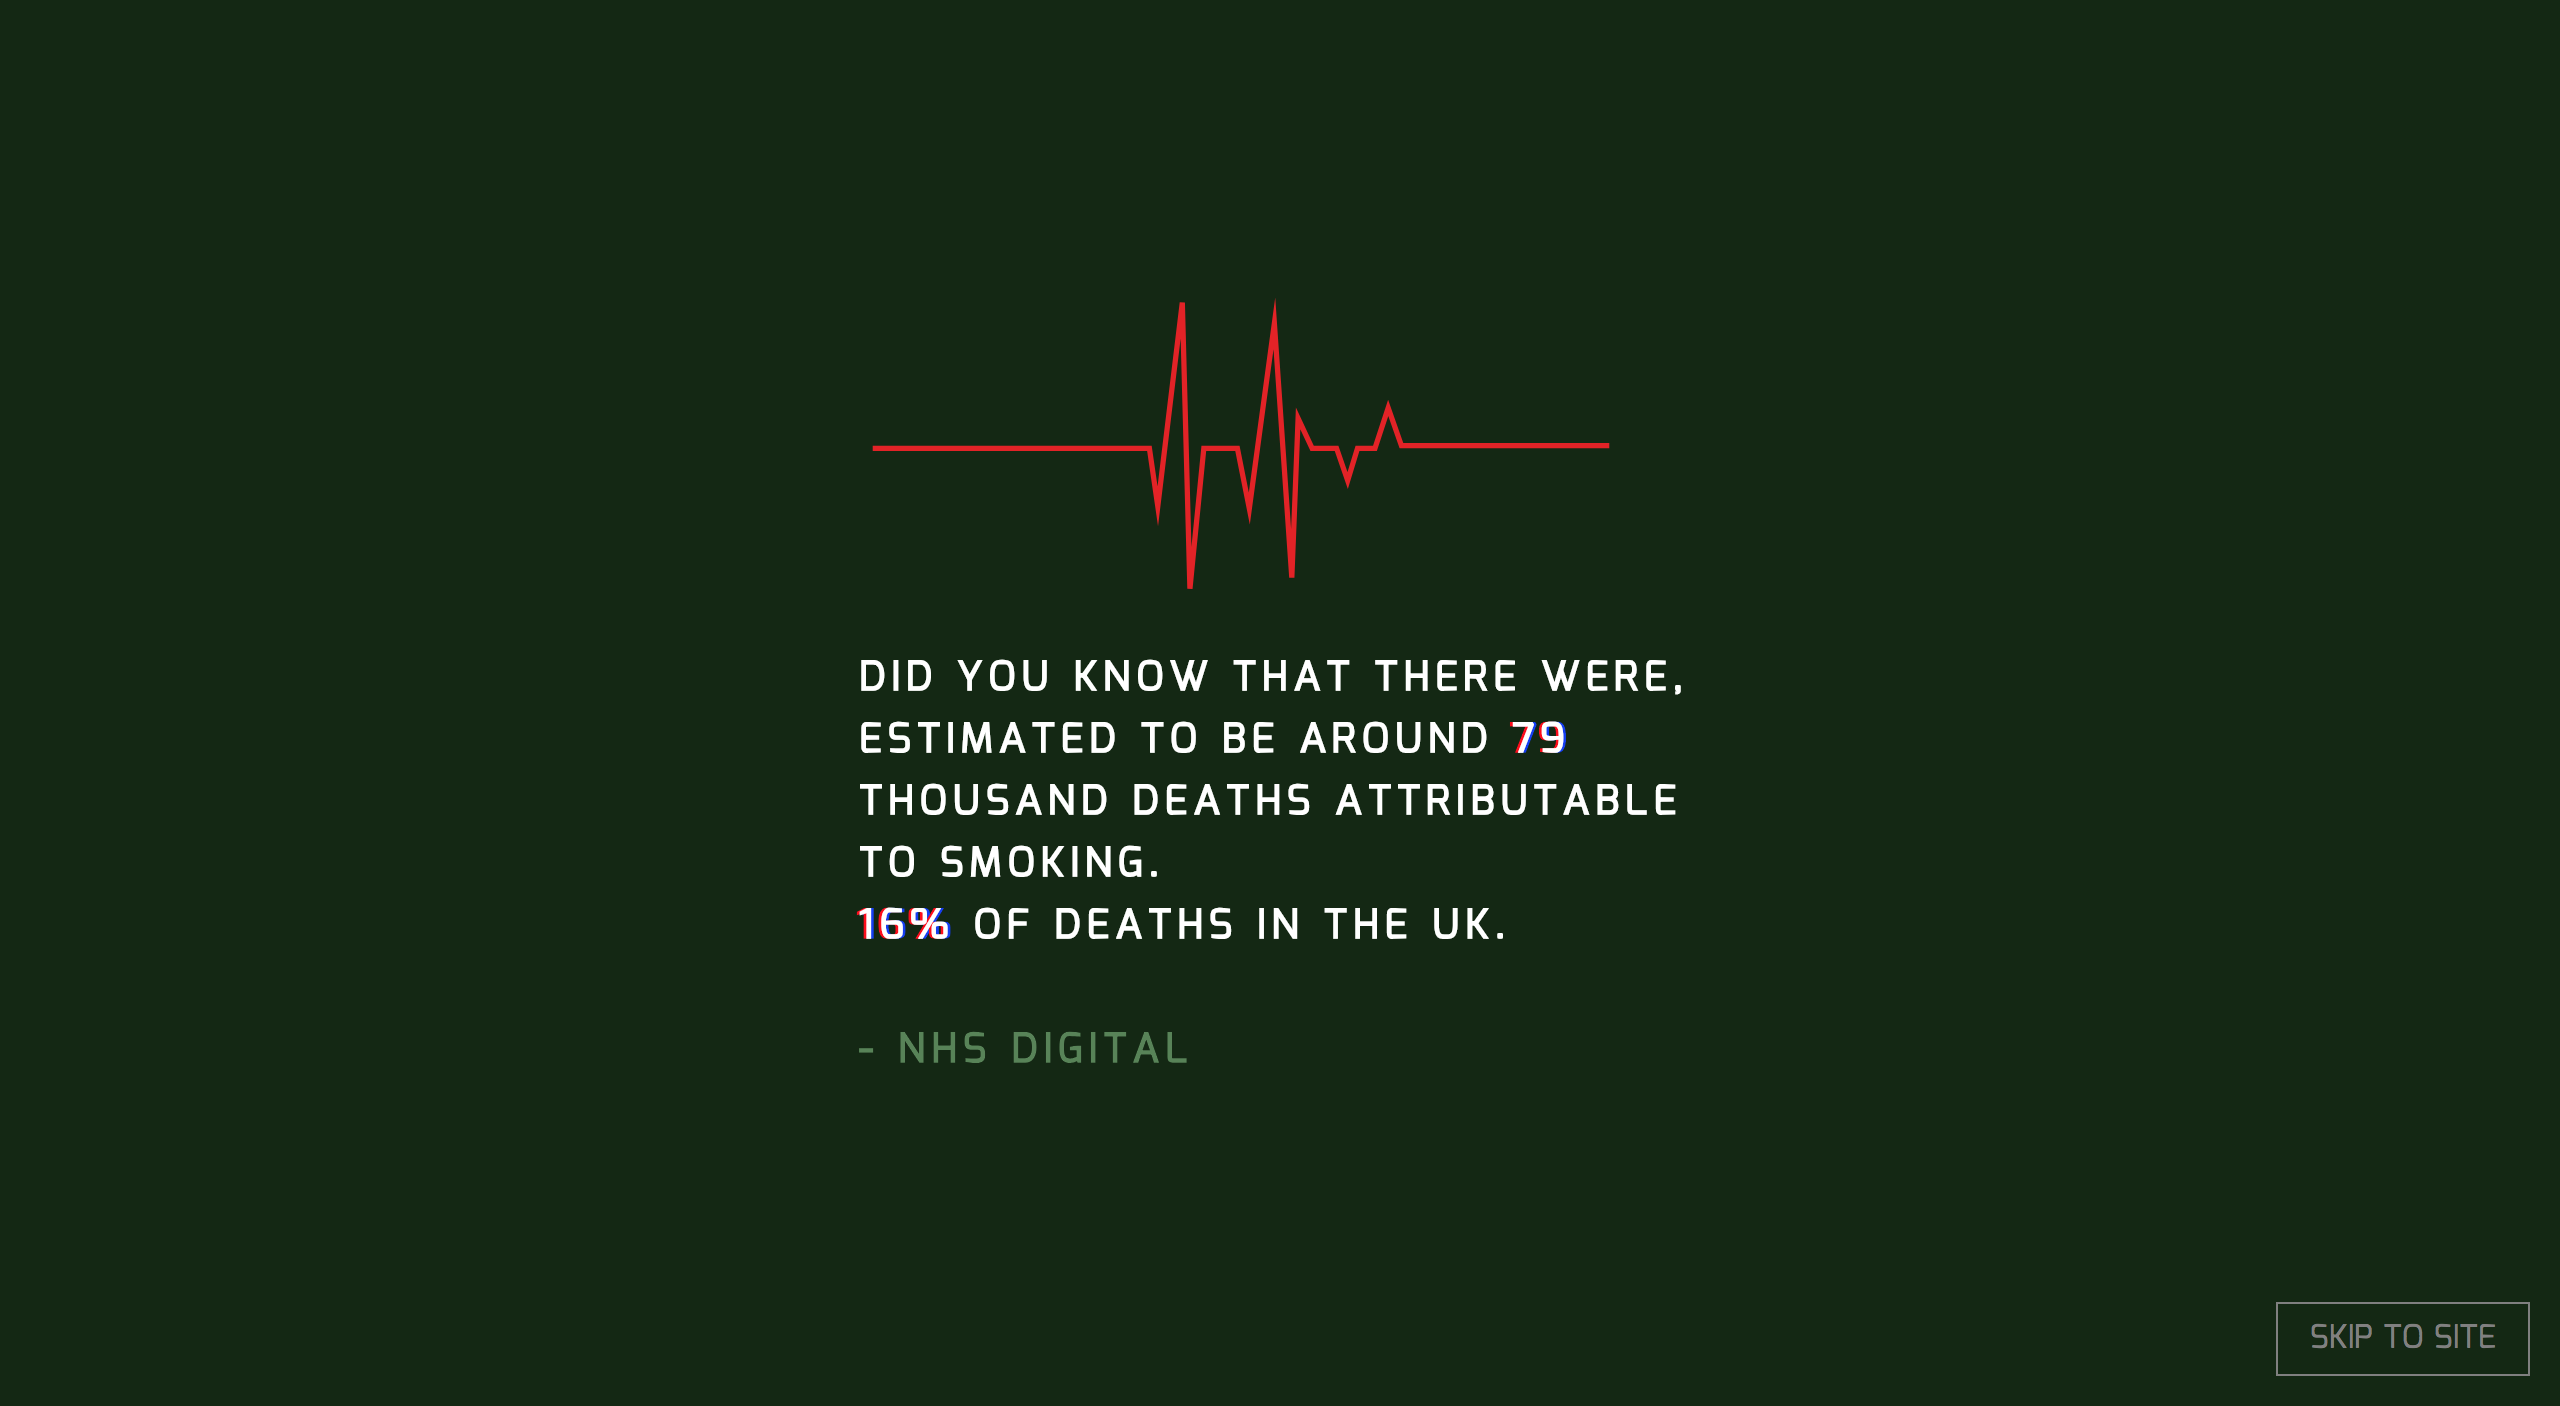 DID YOU KNOW THAT THERE WERE,
ESTIMATED TO BE AROUND 79
THOUSAND DEATHS ATTRIBUTABLE
TO SMOKING.
16% OF DEATHS IN THE UK.
- NHS DIGITAL
SKIP TO SITE